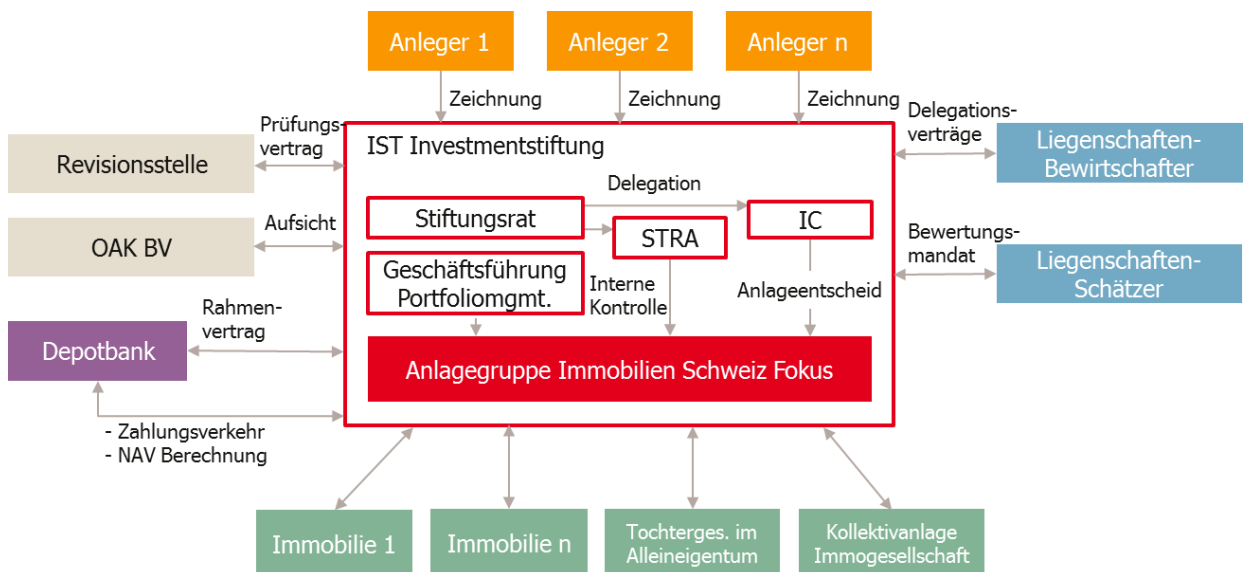 Anleger 1
Anleger 2
Anleger n
Zeichnung
Zeichnung
Zeichnung
Prüfungs-
vertrag
Delegations-
verträge
Revisionsstelle
IST Investmentstiftung
Liegenschaften-
Bewirtschafter
Delegation
Stiftungsrat
IC
STRA
OAK BV
Aufsicht
Bewertungs-
mandat
Liegenschaften-
Schätzer
Geschäftsführung
Portfoliomgmt.
Interne
Kontrolle
Anlageentscheid
Rahmen-
vertrag
Depotbank
Anlagegruppe Immobilien Schweiz Fokus
- Zahlungsverkehr
- NAV Berechnung
Immobilie 1
Immobilie n
Tochterges. im
Alleineigentum
Kollektivanlage
Immogesellschaft